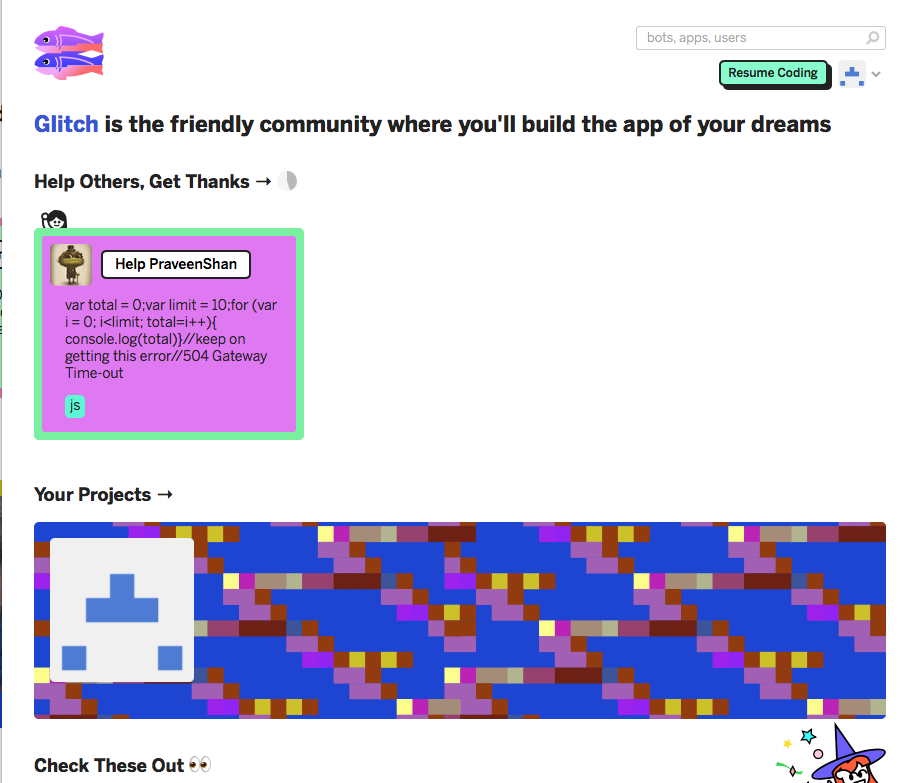 bots, apps, users
Resume Coding
Glitch is the friendly community where you'll build the app of your dreams
Help Others, Get Thanks →
Help PraveenShan
var total = 0;var limit = 10;for (var
i = 0; i<limit; total=i++){
console.log(total)}//keep on
getting this error//504 Gateway
Time-out
js
Your Projects →
Check These Out 👀